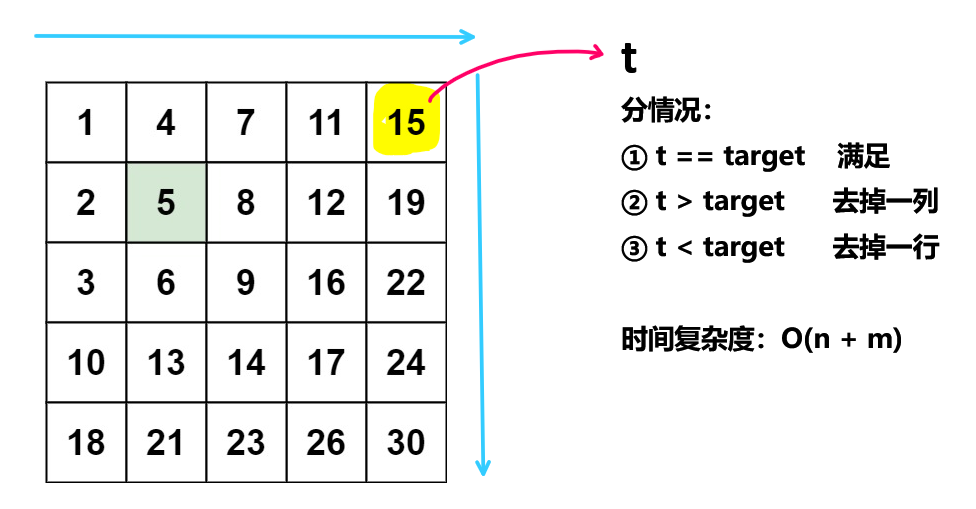 1 4 7 11 15
2 5 8 12 19
3 6 9 16 22
10 13 14 17 24
18 21 23 26 30
t
分情况：
① t == target 满足
② t > target 去掉一列
③ t < target 去掉一行
时间复杂度：O(n + m)